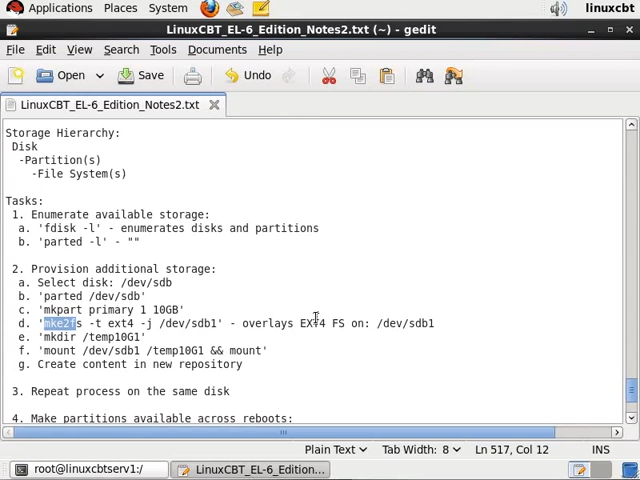 Applications Places System linuxcbt
LinuxCBT_EL-6_Edition_Notes2.txt (~) - gedit
File Edit View Search Tools Documents Help
Open Save Undo
LinuxCBT_EL-6_Edition_Notes2.txt
Storage Hierarchy:
Disk
-Partition(s)
-File System(s)
Tasks:
1. Enumerate available storage:
a. 'fdisk -l' - enumerates disks and partitions
b. 'parted -l' - ""
2. Provision additional storage:
a. Select disk: /dev/sdb
b. 'parted /dev/sdb'
c. 'mkpart primary 1 10GB'
d. 'mke2fs -t ext4 -j /dev/sdb1' - overlays EXT4 FS on: /dev/sdb1
e. 'mkdir /temp10G1'
f. 'mount /dev/sdb1 /temp10G1 && mount'
g. Create content in new repository
3. Repeat process on the same disk
4. Make partitions available across reboots:
Plain Text Tab Width: 8 Ln 517, Col 12 INS
root@linuxcbtserv1:/ LinuxCBT_EL-6_Edition...